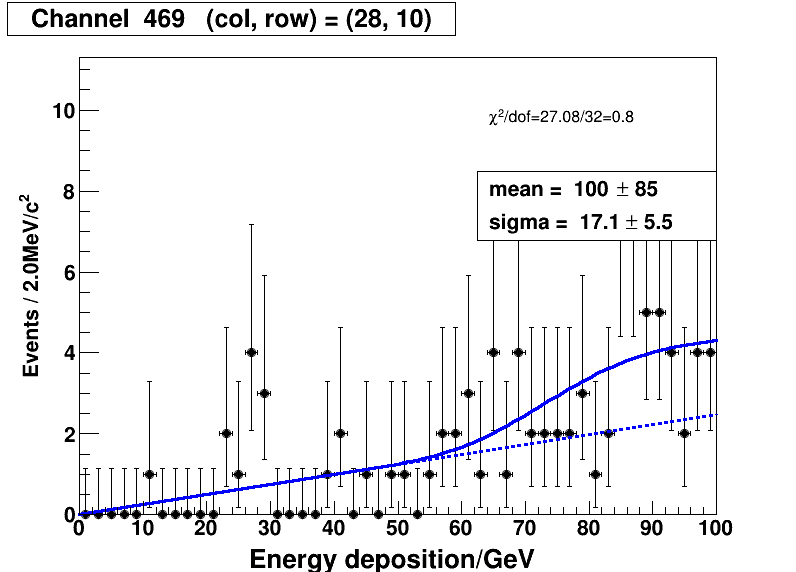 Channel 469 (col, row) = (28, 10)
χ²/dof=27.08/32=0.8
mean = 100 ± 85
sigma = 17.1 ± 5.5
Events / 2.0MeV/c²
10
8
6
4
2
0
0 10 20 30 40 50 60 70 80 90 100
Energy deposition/GeV